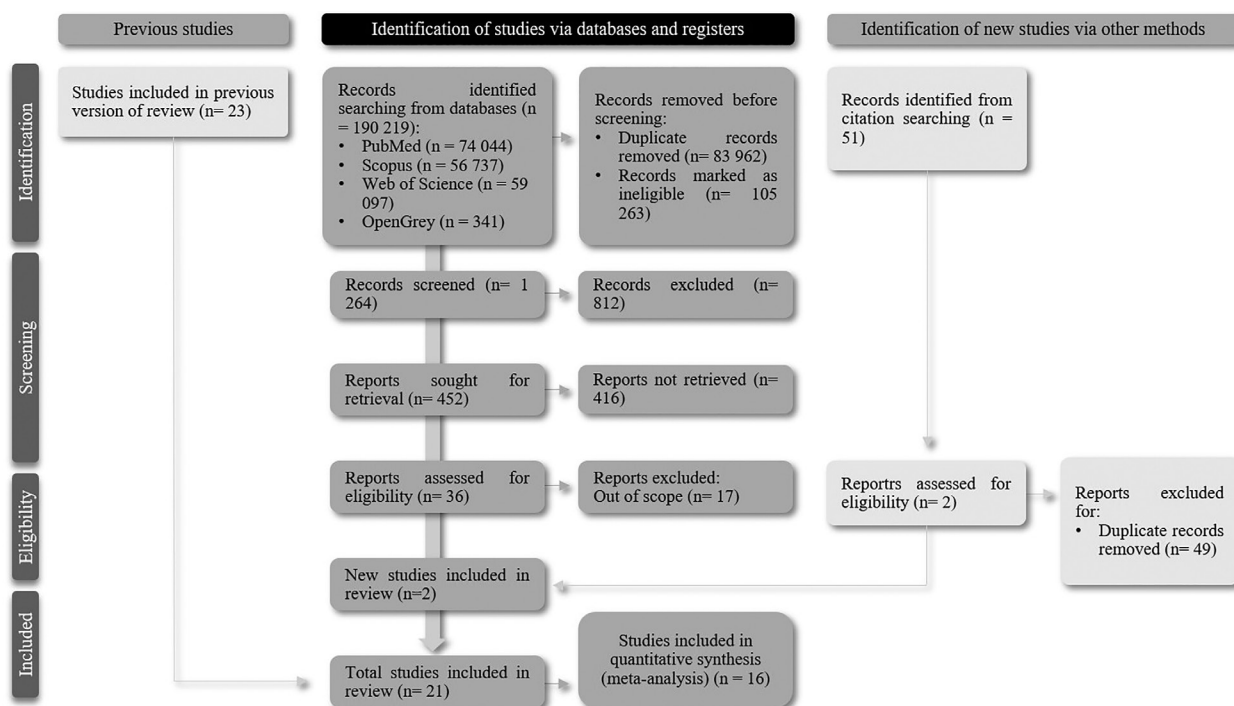 Previous studies
Identification of studies via databases and registers
Identification of new studies via other methods
Identification
Studies included in previous
version of review (n= 23)
Records identified
searching from databases (n
= 190 219):
• PubMed (n = 74 044)
• Scopus (n = 56 737)
• Web of Science (n = 59
097)
• OpenGrey (n = 341)
Records removed before
screening:
• Duplicate records
removed (n= 83 962)
• Records marked as
ineligible (n= 105
263)
Records identified from
citation searching (n =
51)
Screening
Records screened (n= 1
264)
Records excluded (n=
812)
Reports sought for
retrieval (n= 452)
Reports not retrieved (n=
416)
Eligibility
Reports assessed for
eligibility (n= 36)
Reports excluded:
Out of scope (n= 17)
Reportrs assessed for
eligibility (n= 2)
Reports excluded
for:
• Duplicate records
removed (n= 49)
New studies included in
review (n=2)
Included
Total studies included in
review (n= 21)
Studies included in
quantitative synthesis
(meta-analysis) (n = 16)